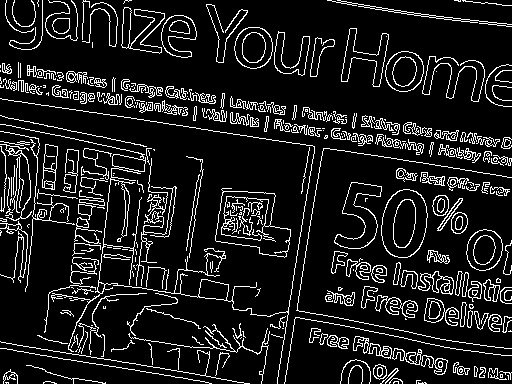 ganize Your Home
Home Offices | Garage Cabinets | Laundries | Pantries | Sliding Glass and Mirror D
Garage Wall Organizers | Wall Units | Floortec®, Garage Flooring | Hobby Roo
Our Best Offer Ever
50% Of
Plus
Free Installatio
and Free Deliver
Free Financing for 12 Mon
0%